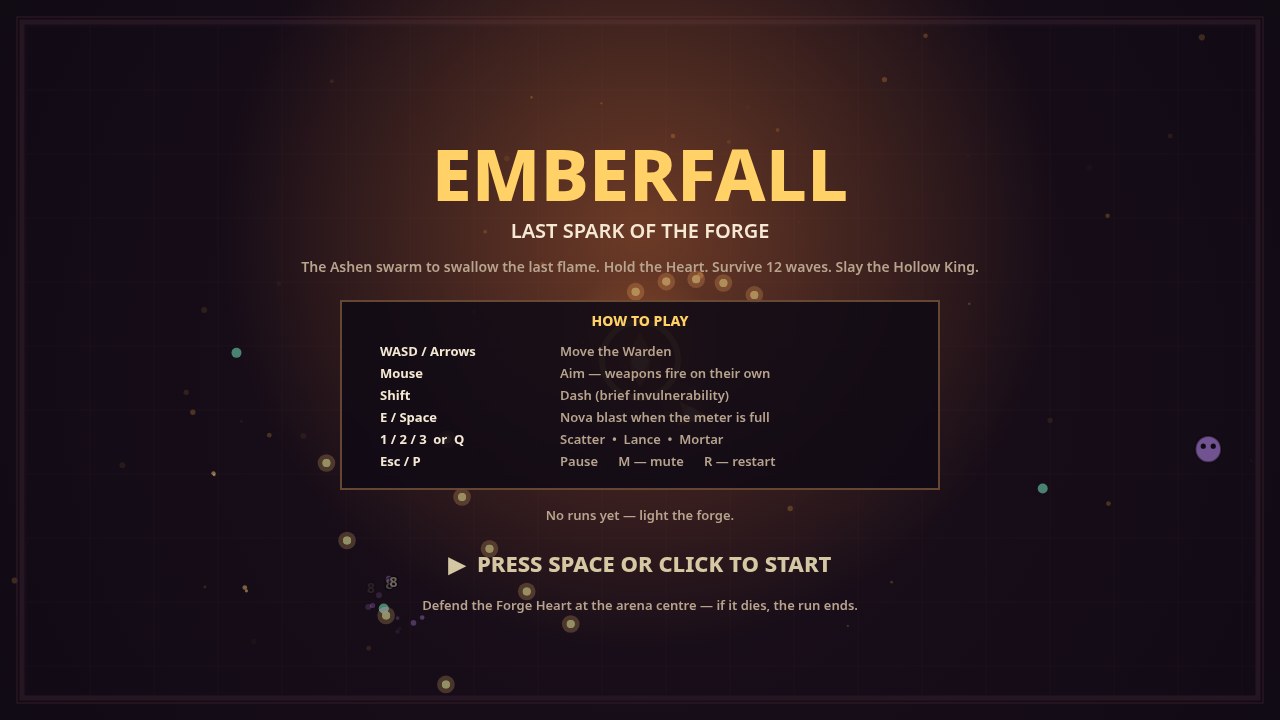 EMBERFALL
LAST SPARK OF THE FORGE
The Ashen swarm to swallow the last flame. Hold the Heart. Survive 12 waves. Slay the Hollow King.
HOW TO PLAY
WASD / Arrows Move the Warden
Mouse Aim — weapons fire on their own
Shift Dash (brief invulnerability)
E / Space Nova blast when the meter is full
1 / 2 / 3 or Q Scatter • Lance • Mortar
Esc / P Pause M — mute R — restart
No runs yet — light the forge.
▶ PRESS SPACE OR CLICK TO START
8
8
8
Defend the Forge Heart at the arena centre — if it dies, the run ends.